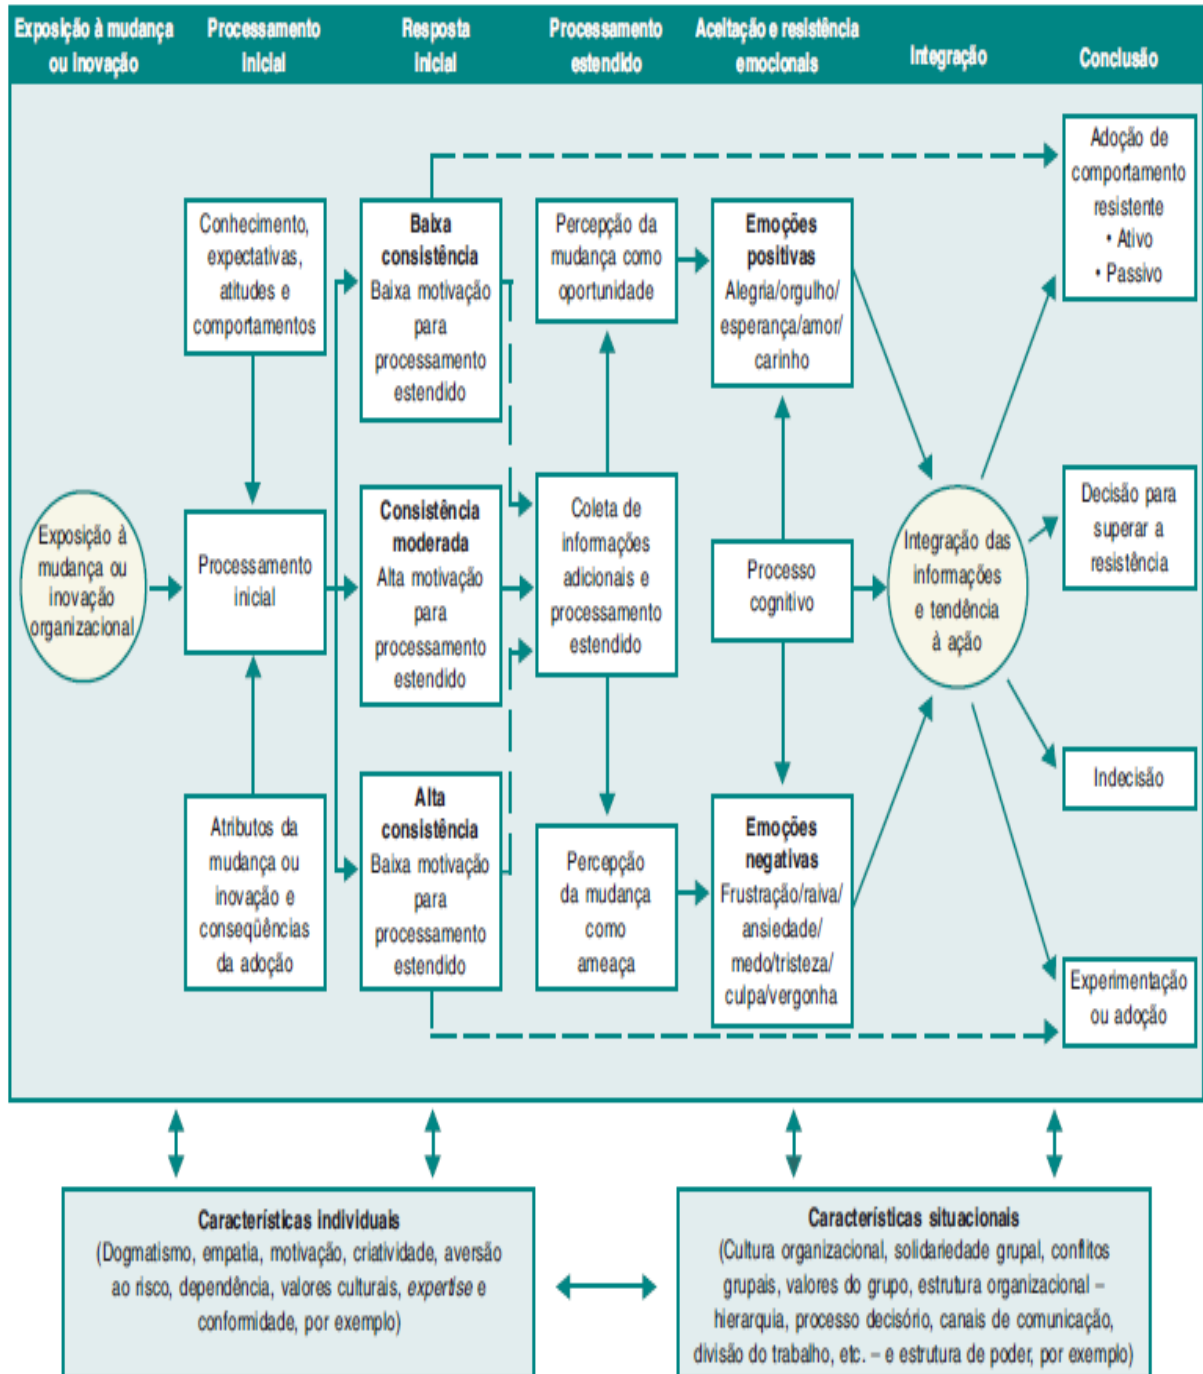 Exposição à mudança
ou inovação
Processamento
inicial
Resposta
inicial
Processamento
estendido
Aceitação e resistência
emocionais
Integração
Conclusão
Conhecimento,
expectativas,
atitudes e
comportamentos
Baixa
consistência
Baixa motivação
para
processamento
estendido
Percepção da
mudança como
oportunidade
Emoções
positivas
Alegria/orgulho/
esperança/amor/
carinho
Adoção de
comportamento
resistente
• Ativo
• Passivo
Exposição à
mudança ou
inovação
organizacional
Processamento
inicial
Consistência
moderada
Alta motivação
para
processamento
estendido
Coleta de
informações
adicionais e
processamento
estendido
Processo
cognitivo
Integração das
informações
e tendência
à ação
Decisão para
superar a
resistência
Indecisão
Atributos da
mudança ou
inovação e
conseqüências
da adoção
Alta
consistência
Baixa motivação
para
processamento
estendido
Percepção
da mudança
como
ameaça
Emoções
negativas
Frustração/raiva/
ansiedade/
medo/tristeza/
culpa/vergonha
Experimentação
ou adoção
Características individuais
(Dogmatismo, empatia, motivação, criatividade, aversão
ao risco, dependência, valores culturais, expertise e
conformidade, por exemplo)
Características situacionais
(Cultura organizacional, solidariedade grupal, conflitos
grupais, valores do grupo, estrutura organizacional –
hierarquia, processo decisório, canais de comunicação,
divisão do trabalho, etc. – e estrutura de poder, por exemplo)